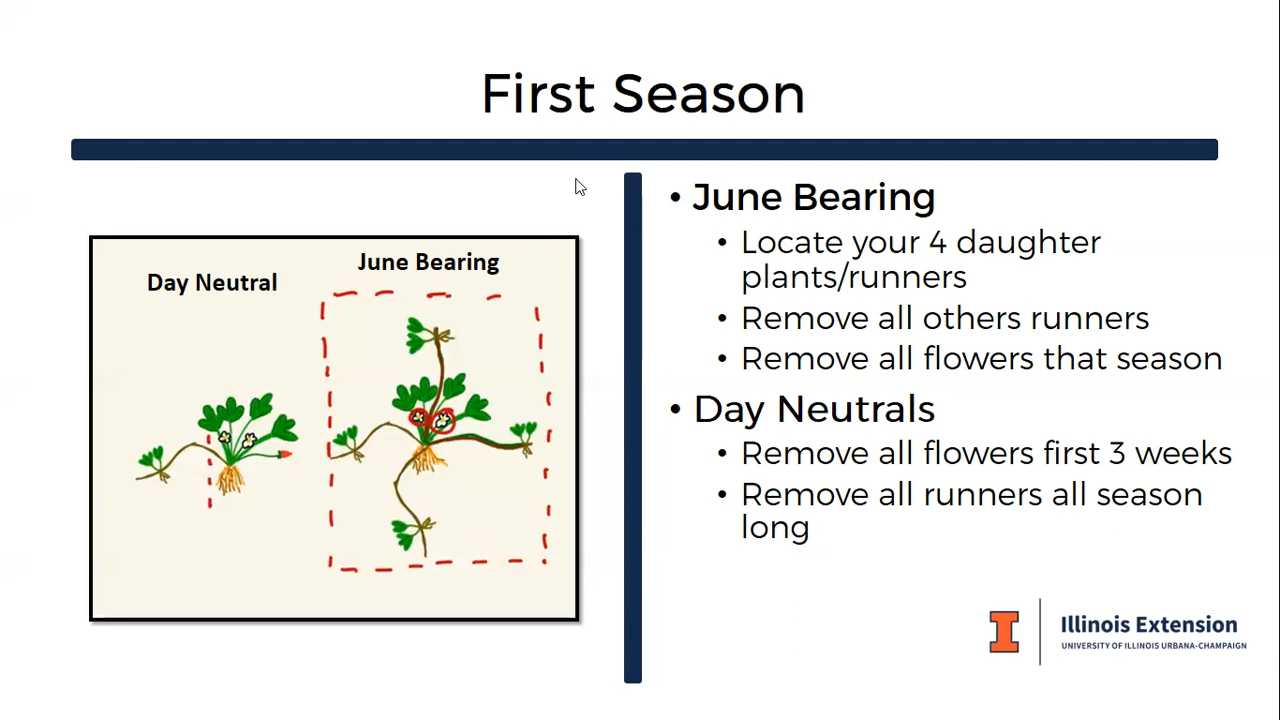 First Season
Day Neutral
June Bearing
• June Bearing
• Locate your 4 daughter
plants/runners
• Remove all others runners
• Remove all flowers that season
• Day Neutrals
• Remove all flowers first 3 weeks
• Remove all runners all season
long
I
Illinois Extension
UNIVERSITY OF ILLINOIS URBANA-CHAMPAIGN